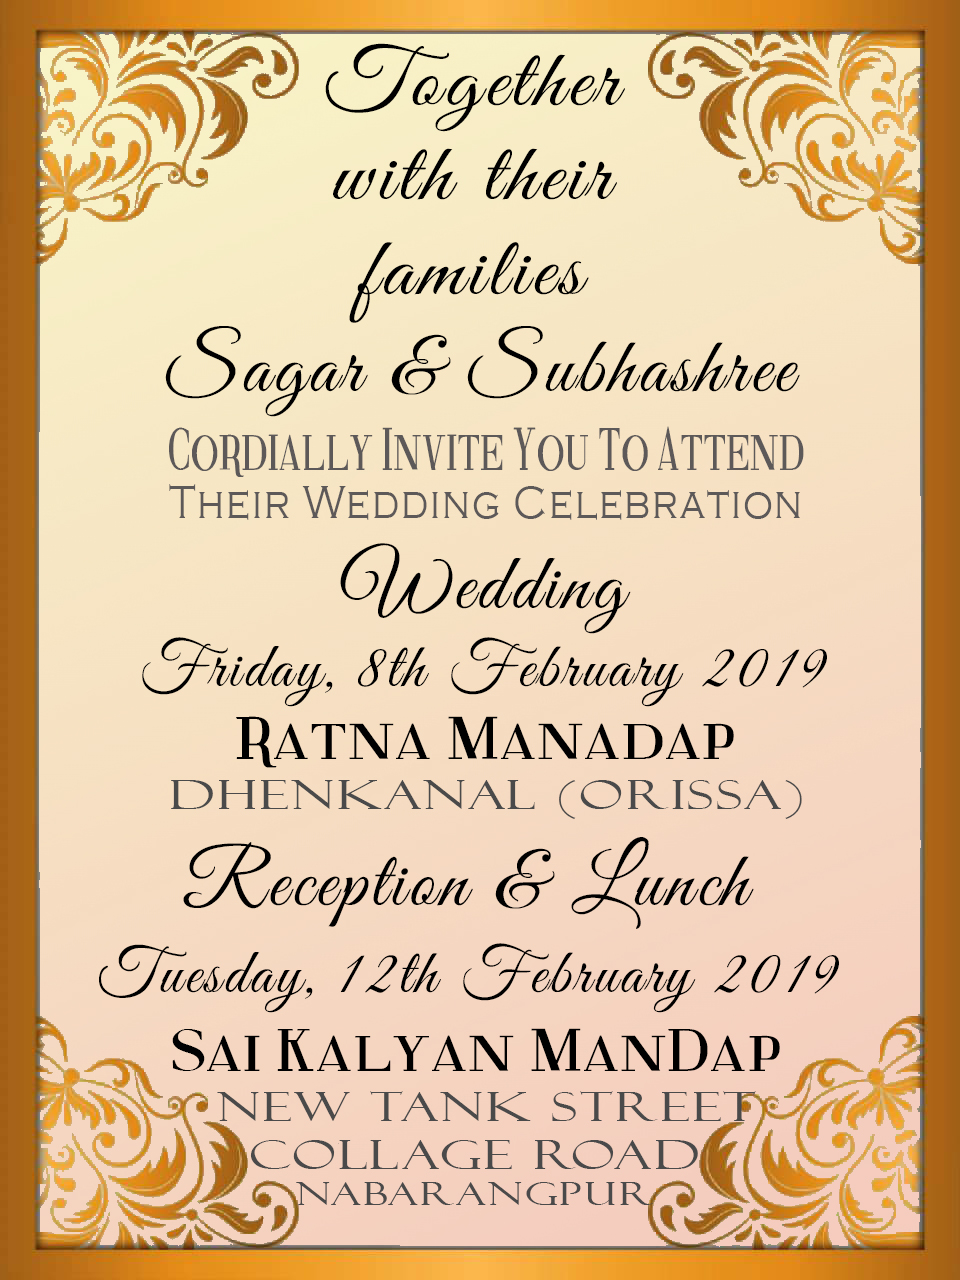 Together
with their
families
Sagar & Subhashree
Cordially Invite You To Attend
Their Wedding Celebration
Wedding
Friday, 8th February 2019
Ratna Manadap
DHENKANAL (ORISSA)
Reception & Lunch
Tuesday, 12th February 2019
Sai Kalyan ManDap
NEW TANK STREET
COLLAGE ROAD
NABARANGPUR